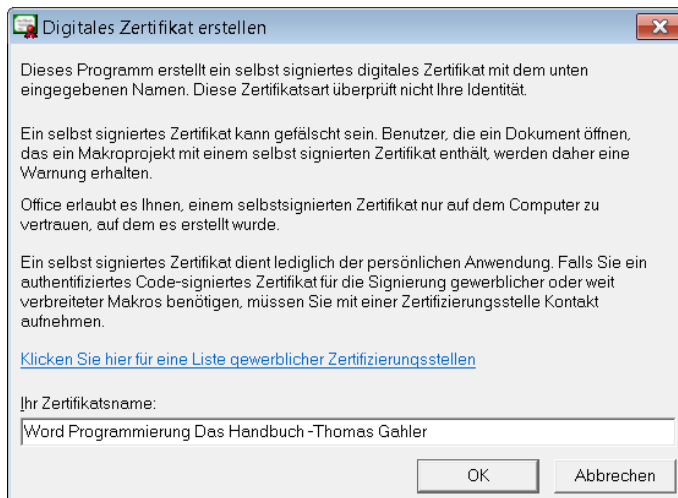 Digitales Zertifikat erstellen
Dieses Programm erstellt ein selbst signiertes digitales Zertifikat mit dem unten
eingegebenen Namen. Diese Zertifikatsart überprüft nicht Ihre Identität.
Ein selbst signiertes Zertifikat kann gefälscht sein. Benutzer, die ein Dokument öffnen,
das ein Makroprojekt mit einem selbst signierten Zertifikat enthält, werden daher eine
Warnung erhalten.
Office erlaubt es Ihnen, einem selbstsignierten Zertifikat nur auf dem Computer zu
vertrauen, auf dem es erstellt wurde.
Ein selbst signiertes Zertifikat dient lediglich der persönlichen Anwendung. Falls Sie ein
authentifiziertes Code-signiertes Zertifikat für die Signierung gewerblicher oder weit
verbreiteter Makros benötigen, müssen Sie mit einer Zertifizierungsstelle Kontakt
aufnehmen.
Klicken Sie hier für eine Liste gewerblicher Zertifizierungsstellen
Ihr Zertifikatsname:
Word Programmierung Das Handbuch -Thomas Gahler
OK Abbrechen